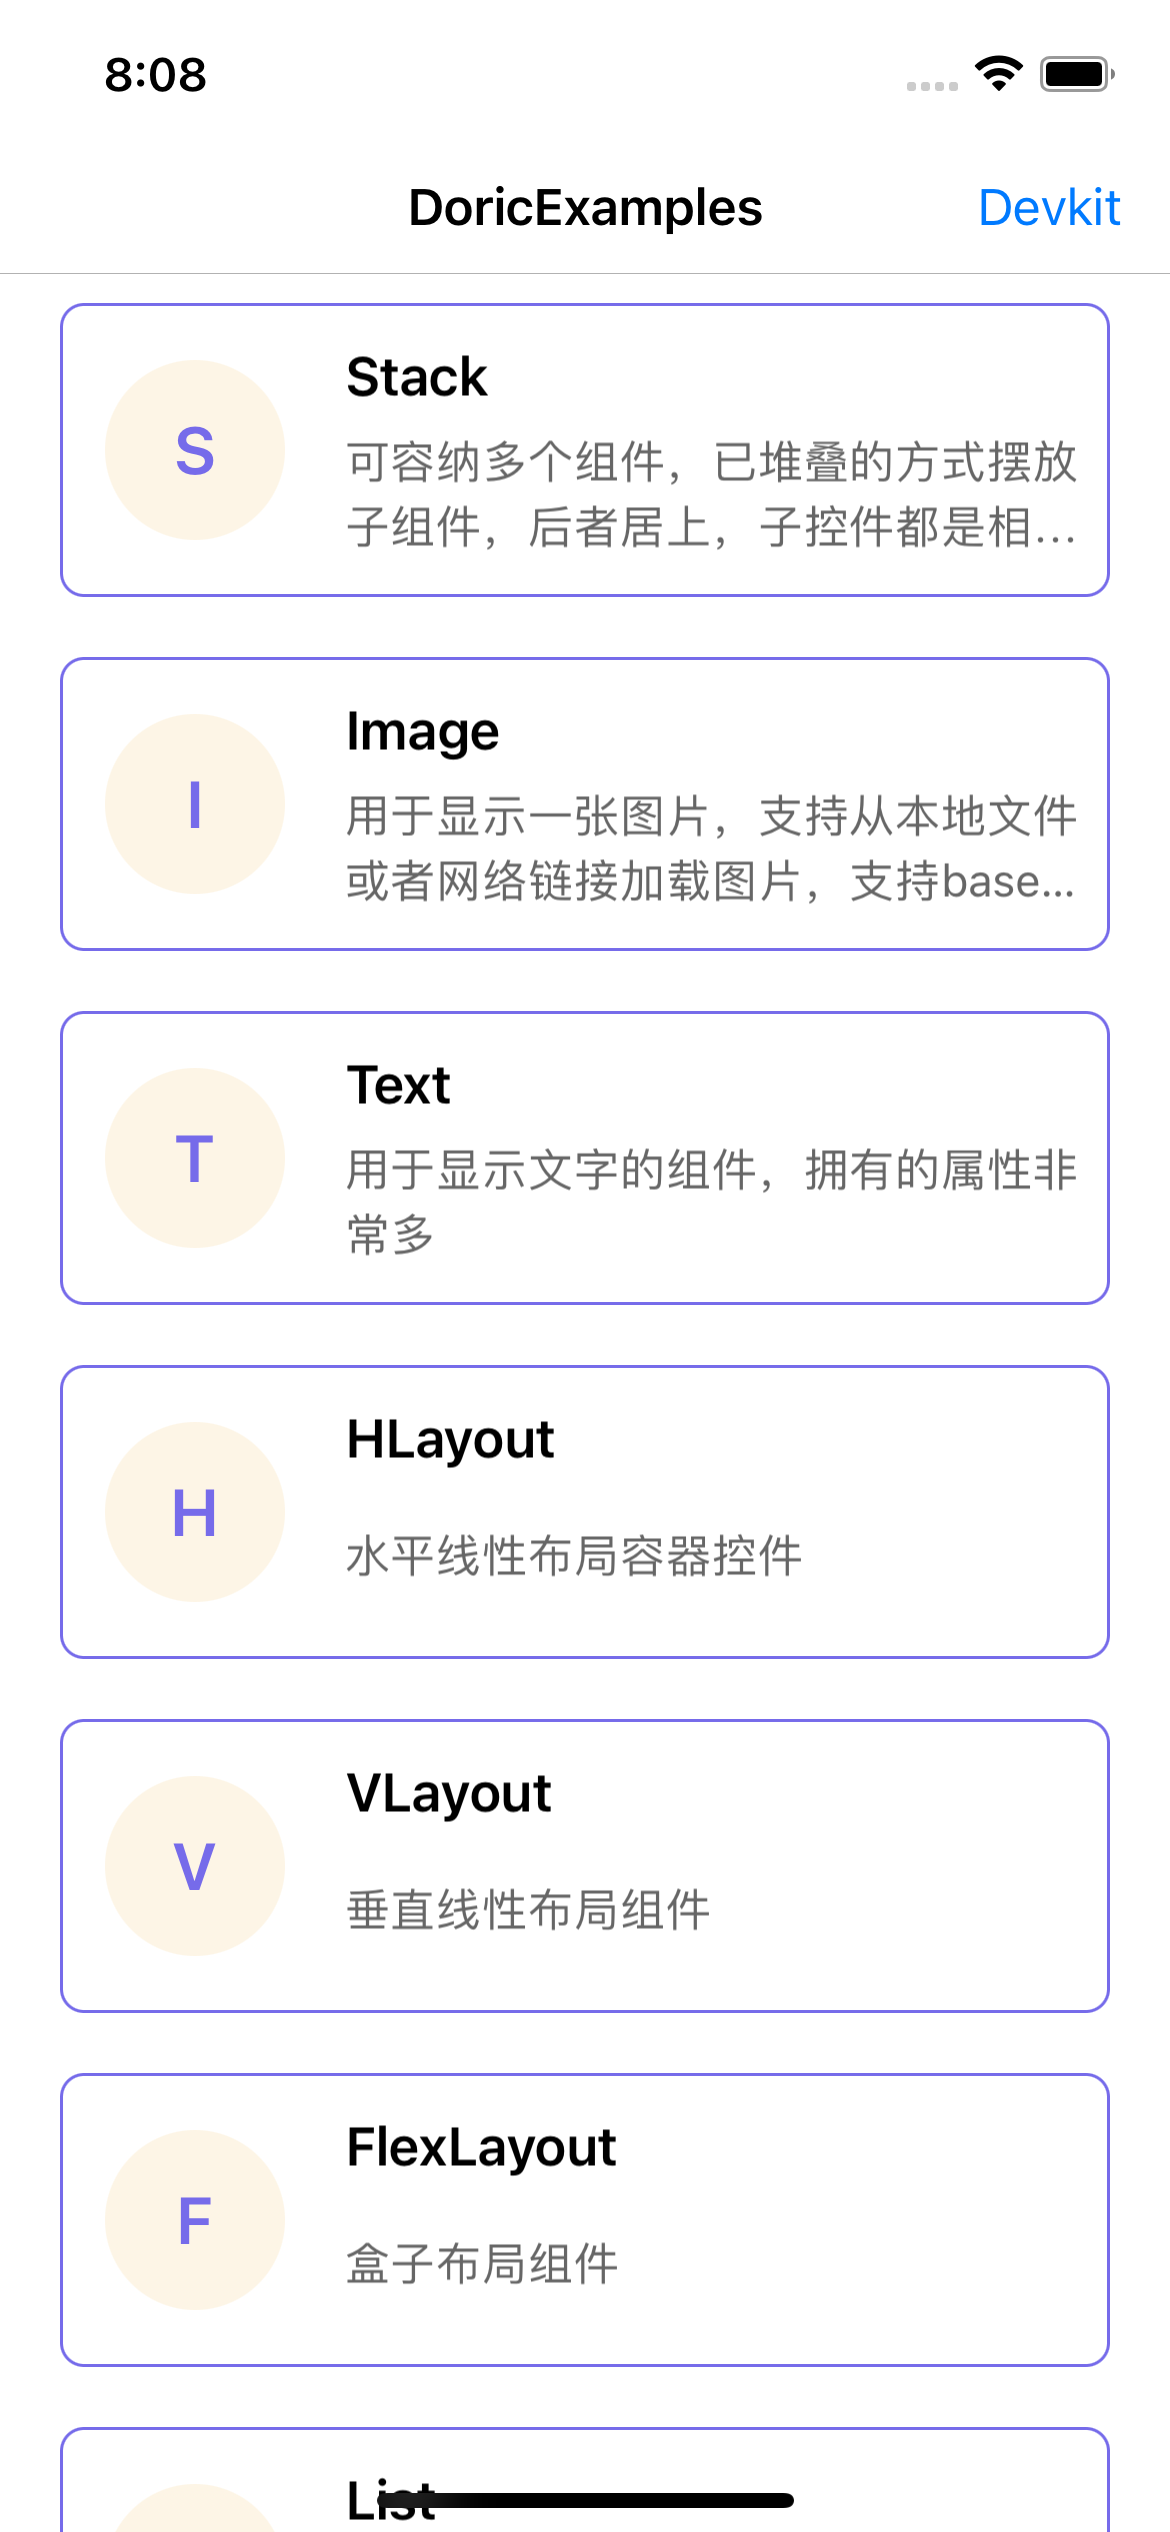 8:08
DoricExamples
Devkit
S
Stack
可容纳多个组件，已堆叠的方式摆放
子组件，后者居上，子控件都是相...
I
Image
用于显示一张图片，支持从本地文件
或者网络链接加载图片，支持base...
T
Text
用于显示文字的组件，拥有的属性非
常多
H
HLayout
水平线性布局容器控件
V
VLayout
垂直线性布局组件
F
FlexLayout
盒子布局组件
List